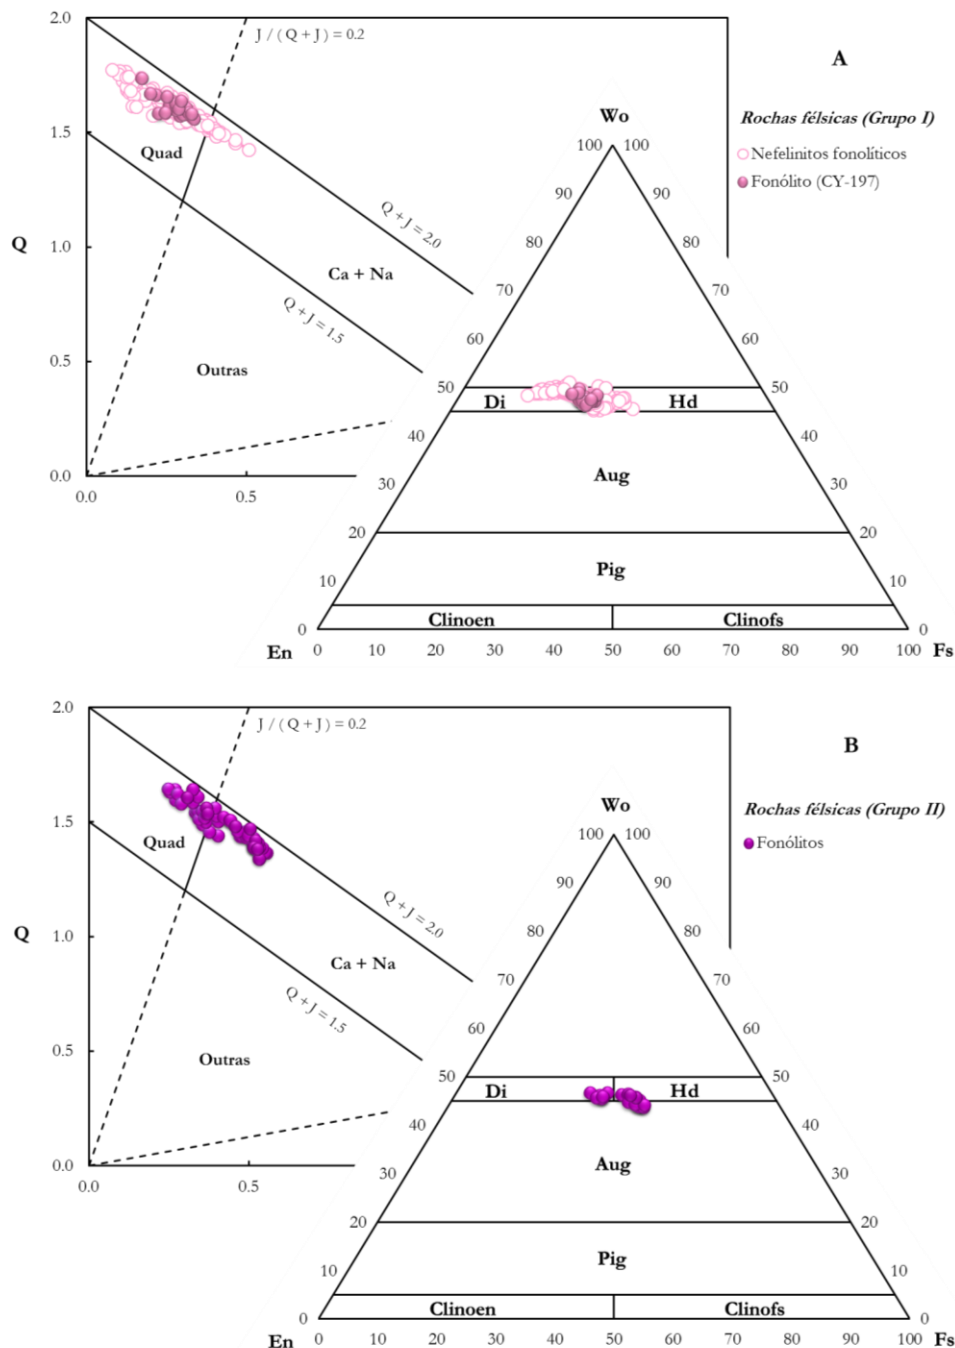 2.0
J / ( Q + J ) = 0.2
A
Rochas félsicas (Grupo I)
Nefelinitos fonolíticos
Fonólito (CY-197)
Wo
100 100
90 90
80 80
70 70
60 60
50 50
40 40
30 30
20 20
10 10
0 0
1.5
Quad
Q + J = 2.0
Q
1.0
Ca + Na
Q + J = 1.5
0.5
Outras
0.0
0.0 0.5
Di Hd
Aug
Pig
Clinoen Clinofs
En 0 10 20 30 40 50 60 70 80 90 100 Fs
2.0
J / ( Q + J ) = 0.2
B
Rochas félsicas (Grupo II)
Fonólitos
Wo
100 100
90 90
80 80
70 70
60 60
50 50
40 40
30 30
20 20
10 10
0 0
1.5
Quad
Q + J = 2.0
Q
1.0
Ca + Na
Q + J = 1.5
0.5
Outras
0.0
0.0 0.5
Di Hd
Aug
Pig
Clinoen Clinofs
En 0 10 20 30 40 50 60 70 80 90 100 Fs